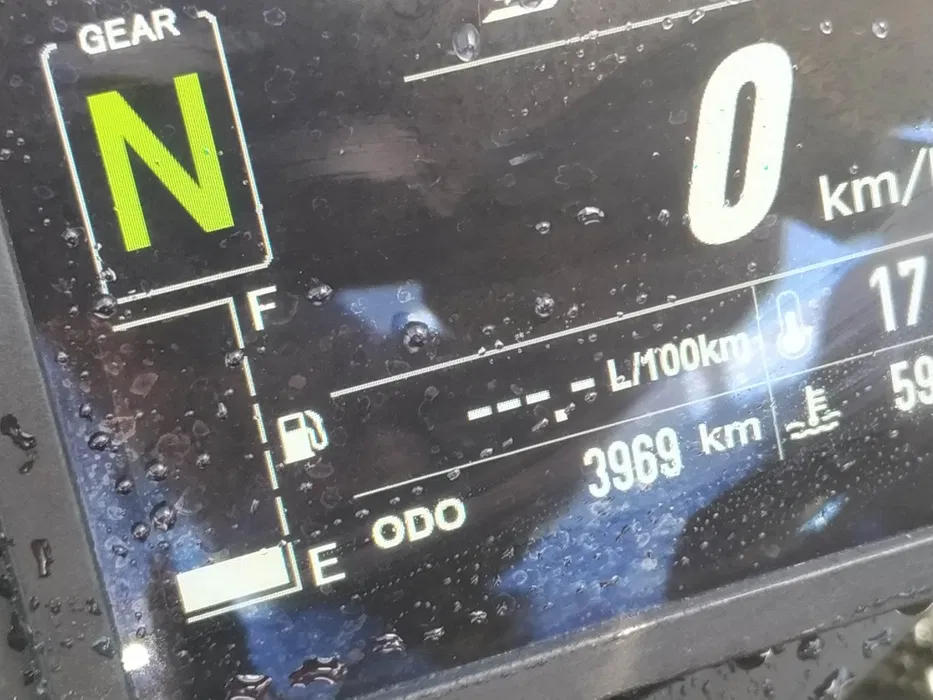 GEAR
N
0 km/
F
--.- L/100km
17
3969 km
59
ODO
E